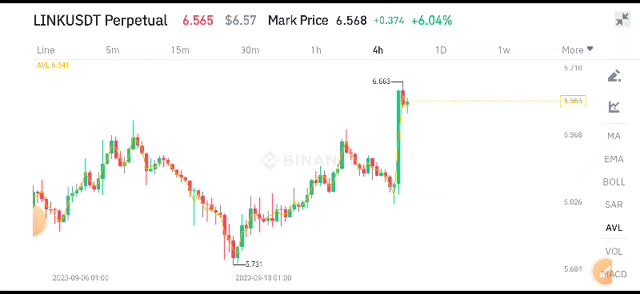 LINKUSDT Perpetual 6.565 $6.57 Mark Price 6.568 +0.374 +6.04%
Line 5m 15m 30m 1h 4h 1D 1w More
AVL 6.541
6.663
5.731
6.710
6.565
6.368
6.026
5.684
BINAN
2023-09-06 01:00 2023-09-13 01:00
MA
EMA
BOLL
SAR
AVL
VOL
MACD